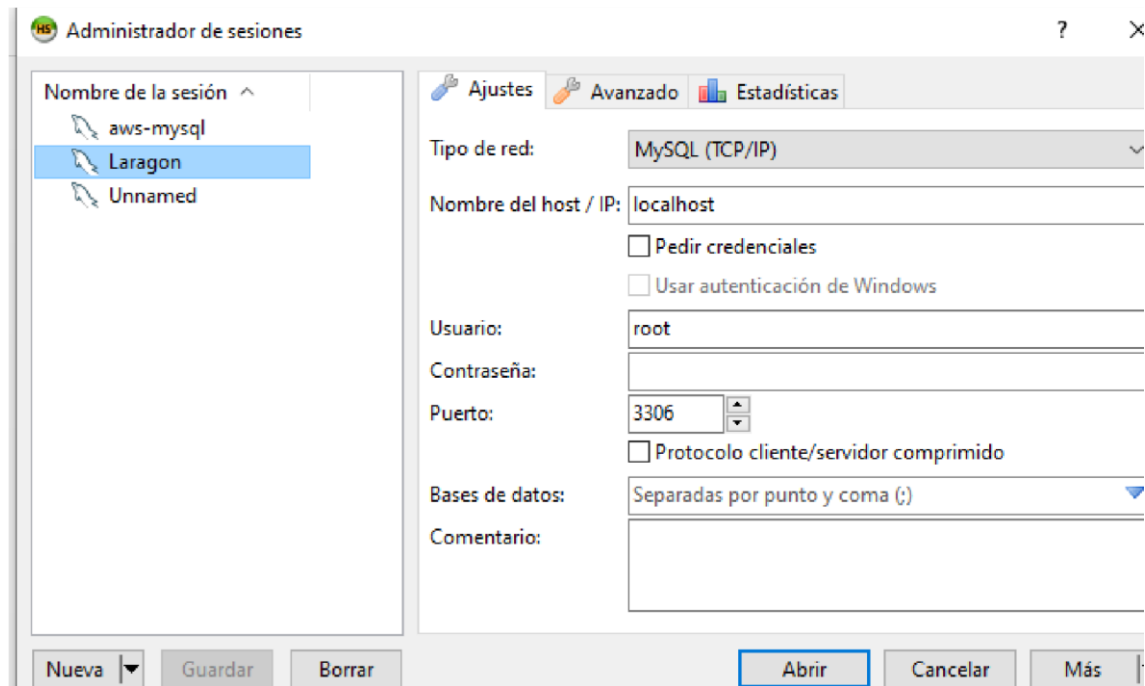 HS Administrador de sesiones ?
Nombre de la sesión
aws-mysql
Laragon
Unnamed
Ajustes Avanzado Estadísticas
Tipo de red: MySQL (TCP/IP)
Nombre del host / IP: localhost
Pedir credenciales
Usar autenticación de Windows
Usuario: root
Contraseña:
Puerto: 3306
Protocolo cliente/servidor comprimido
Bases de datos: Separadas por punto y coma (;)
Comentario:
Nueva Guardar Borrar Abrir Cancelar Más